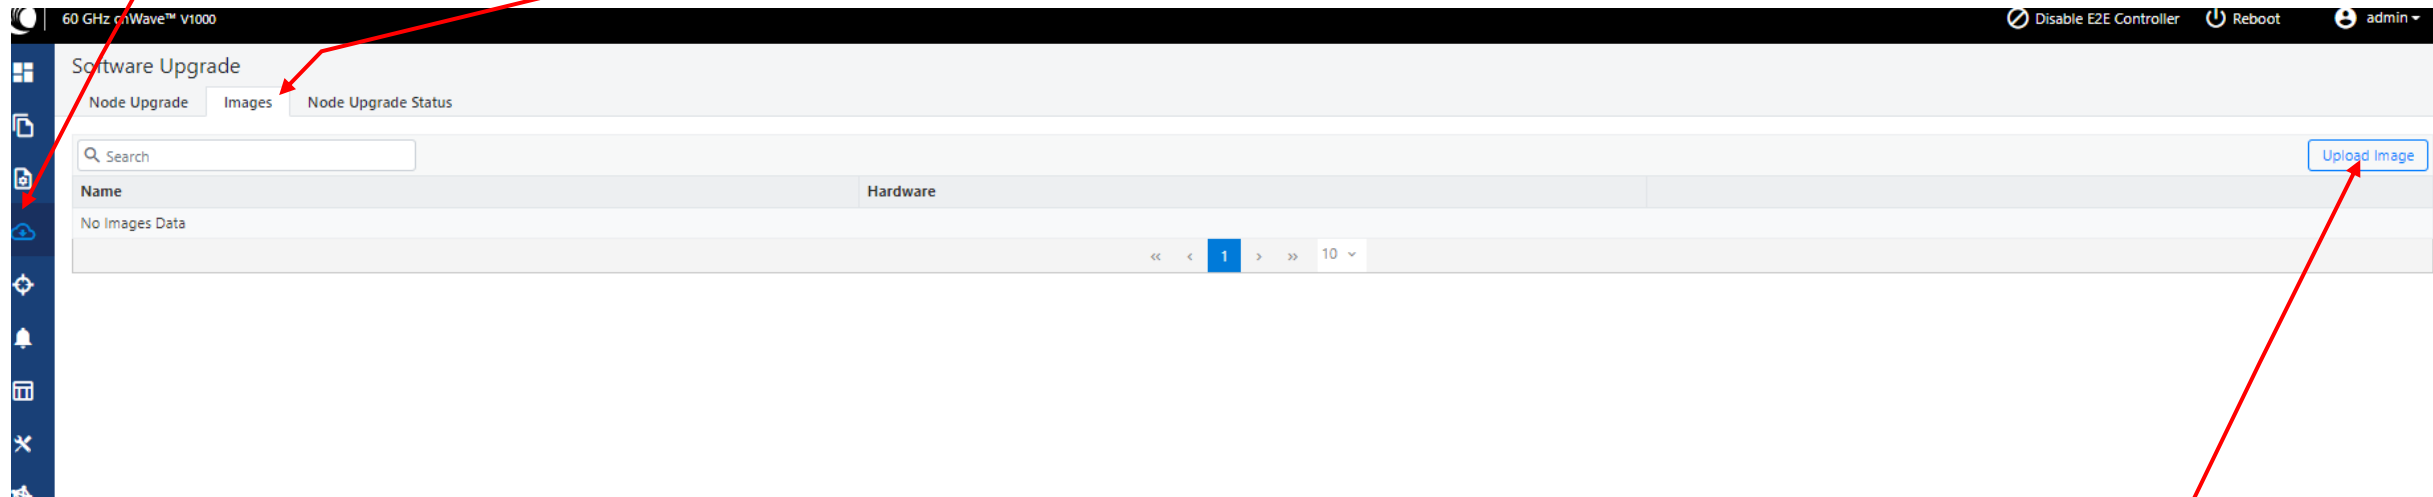 60 GHz cnWave™ V1000
Disable E2E Controller Reboot admin
Software Upgrade
Node Upgrade Images Node Upgrade Status
Search
Upload Image
Name Hardware
No Images Data
« ‹ 1 › » 10